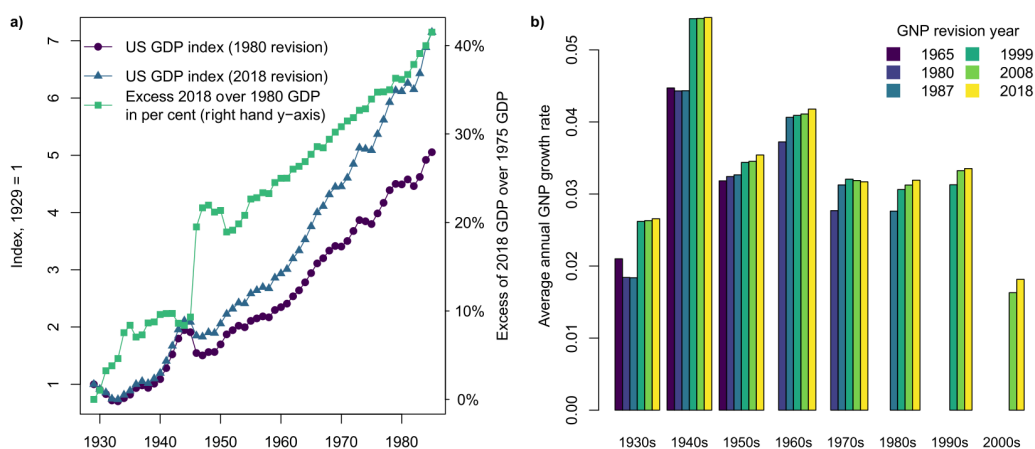 a)
US GDP index (1980 revision)
US GDP index (2018 revision)
Excess 2018 over 1980 GDP
in per cent (right hand y−axis)
Index, 1929 = 1
7
6
5
4
3
2
1
40%
30%
20%
10%
0%
Excess of 2018 GDP over 1975 GDP
1930 1940 1950 1960 1970 1980
b)
GNP revision year
1965 1999
1980 2008
1987 2018
Average annual GNP growth rate
0.05
0.04
0.03
0.02
0.01
0.00
1930s 1940s 1950s 1960s 1970s 1980s 1990s 2000s